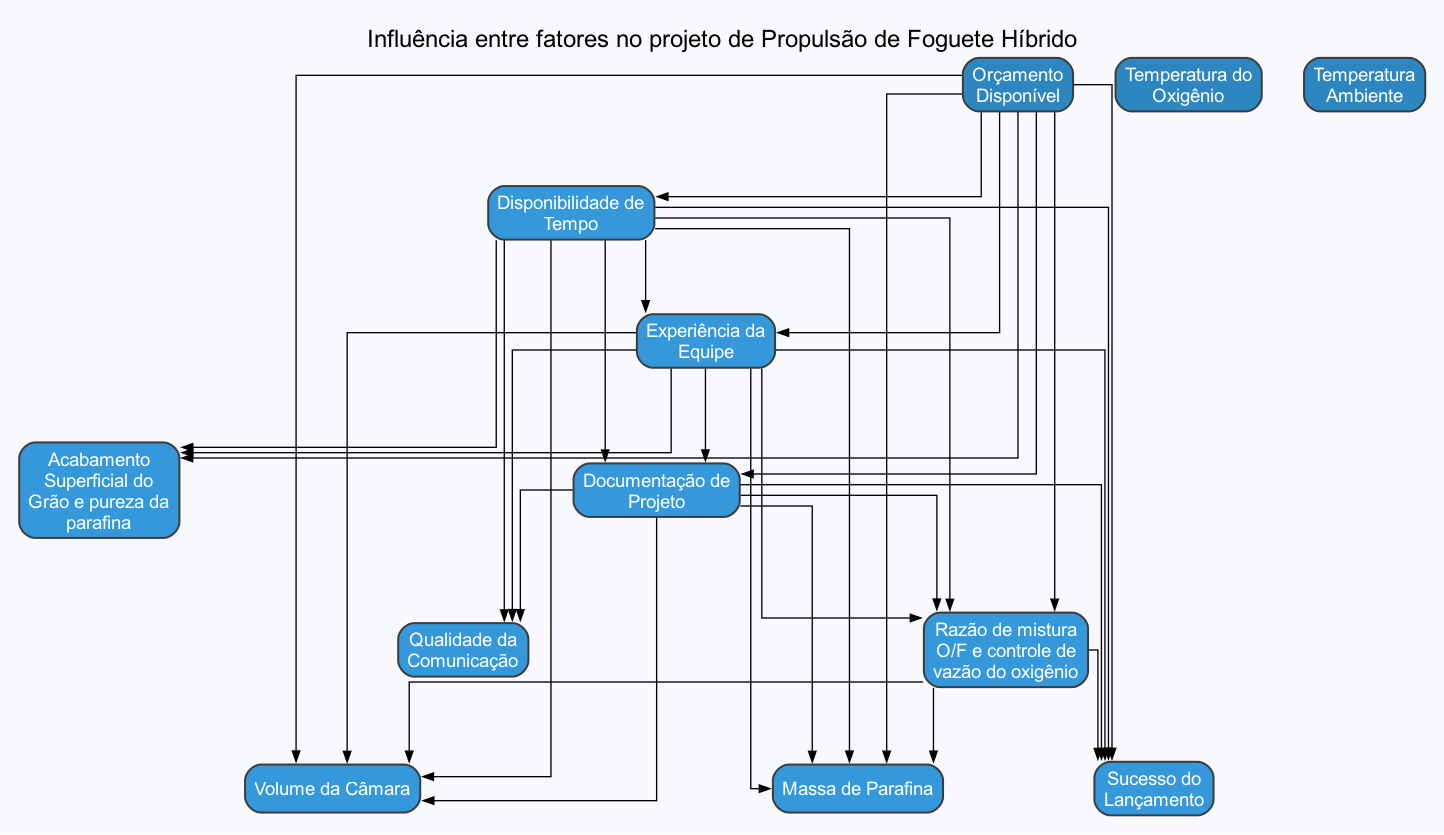 Influência entre fatores no projeto de Propulsão de Foguete Híbrido
Orçamento
Disponível
Temperatura do
Oxigênio
Temperatura
Ambiente
Disponibilidade de
Tempo
Experiência da
Equipe
Acabamento
Superficial do
Grão e pureza da
parafina
Documentação de
Projeto
Qualidade da
Comunicação
Razão de mistura
O/F e controle de
vazão do oxigênio
Volume da Câmara
Massa de Parafina
Sucesso do
Lançamento